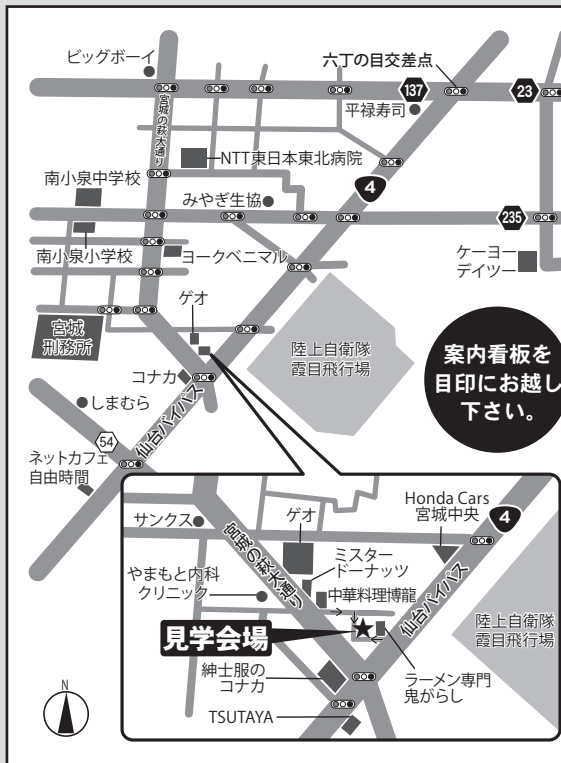 ビッグボーイ
六丁の目交差点
137
23
平禄寿司
宮城の萩大通り
NTT東日本東北病院
南小泉中学校
みやぎ生協
4
235
南小泉小学校
ヨークベニマル
ケーヨー
デイツー
ゲオ
宮城
刑務所
陸上自衛隊
霞目飛行場
案内看板を
目印にお越し
下さい。
コナカ
しまむら
仙台バイパス
54
ネットカフェ
自由時間
Honda Cars
宮城中央
4
サンクス
宮城の萩大通り
ゲオ
ミスター
ドーナッツ
やまもと内科
クリニック
中華料理博龍
仙台バイパス
陸上自衛隊
霞目飛行場
見学会場
紳士服の
コナカ
ラーメン専門
鬼がらし
TSUTAYA
N